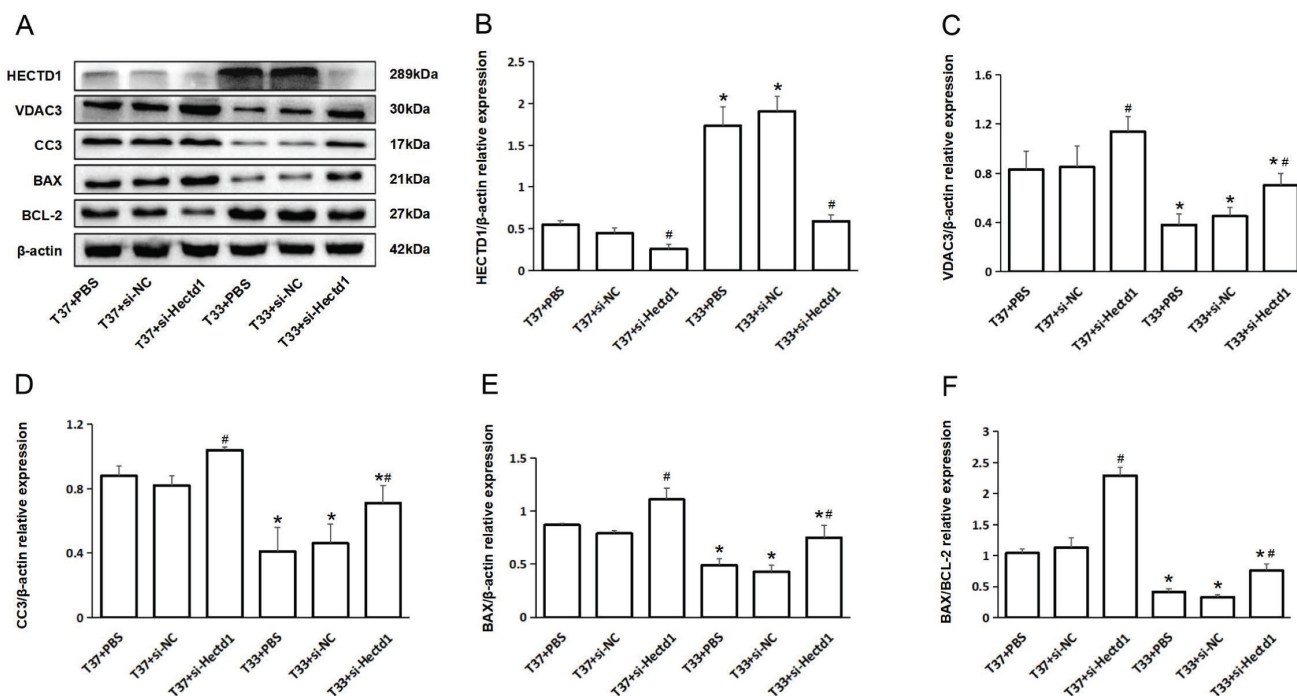 A
HECTD1
289kDa
VDAC3
30kDa
CC3
17kDa
BAX
21kDa
BCL-2
27kDa
β-actin
42kDa
T37+PBS
T37+si-NC
T37+si-Hectd1
T33+PBS
T33+si-NC
T33+si-Hectd1
B
HECTD1/β-actin relative expression
2.5
2
1.5
1
0.5
0
#
*
*
#
T37+PBS
T37+si-NC
T37+si-Hectd1
T33+PBS
T33+si-NC
T33+si-Hectd1
C
VDAC3/β-actin relative expression
1.6
1.2
0.8
0.4
0
#
*
*
* #
T37+PBS
T37+si-NC
T37+si-Hectd1
T33+PBS
T33+si-NC
T33+si-Hectd1
D
CC3/β-actin relative expression
1.2
0.8
0.4
0
#
*
*
*#
T37+PBS
T37+si-NC
T37+si-Hectd1
T33+PBS
T33+si-NC
T33+si-Hectd1
E
BAX/β-actin relative expression
1.5
1
0.5
0
#
*
*
*#
T37+PBS
T37+si-NC
T37+si-Hectd1
T33+PBS
T33+si-NC
T33+si-Hectd1
F
BAX/BCL-2 relative expression
3
2.5
2
1.5
1
0.5
0
#
*
*
*#
T37+PBS
T37+si-NC
T37+si-Hectd1
T33+PBS
T33+si-NC
T33+si-Hectd1